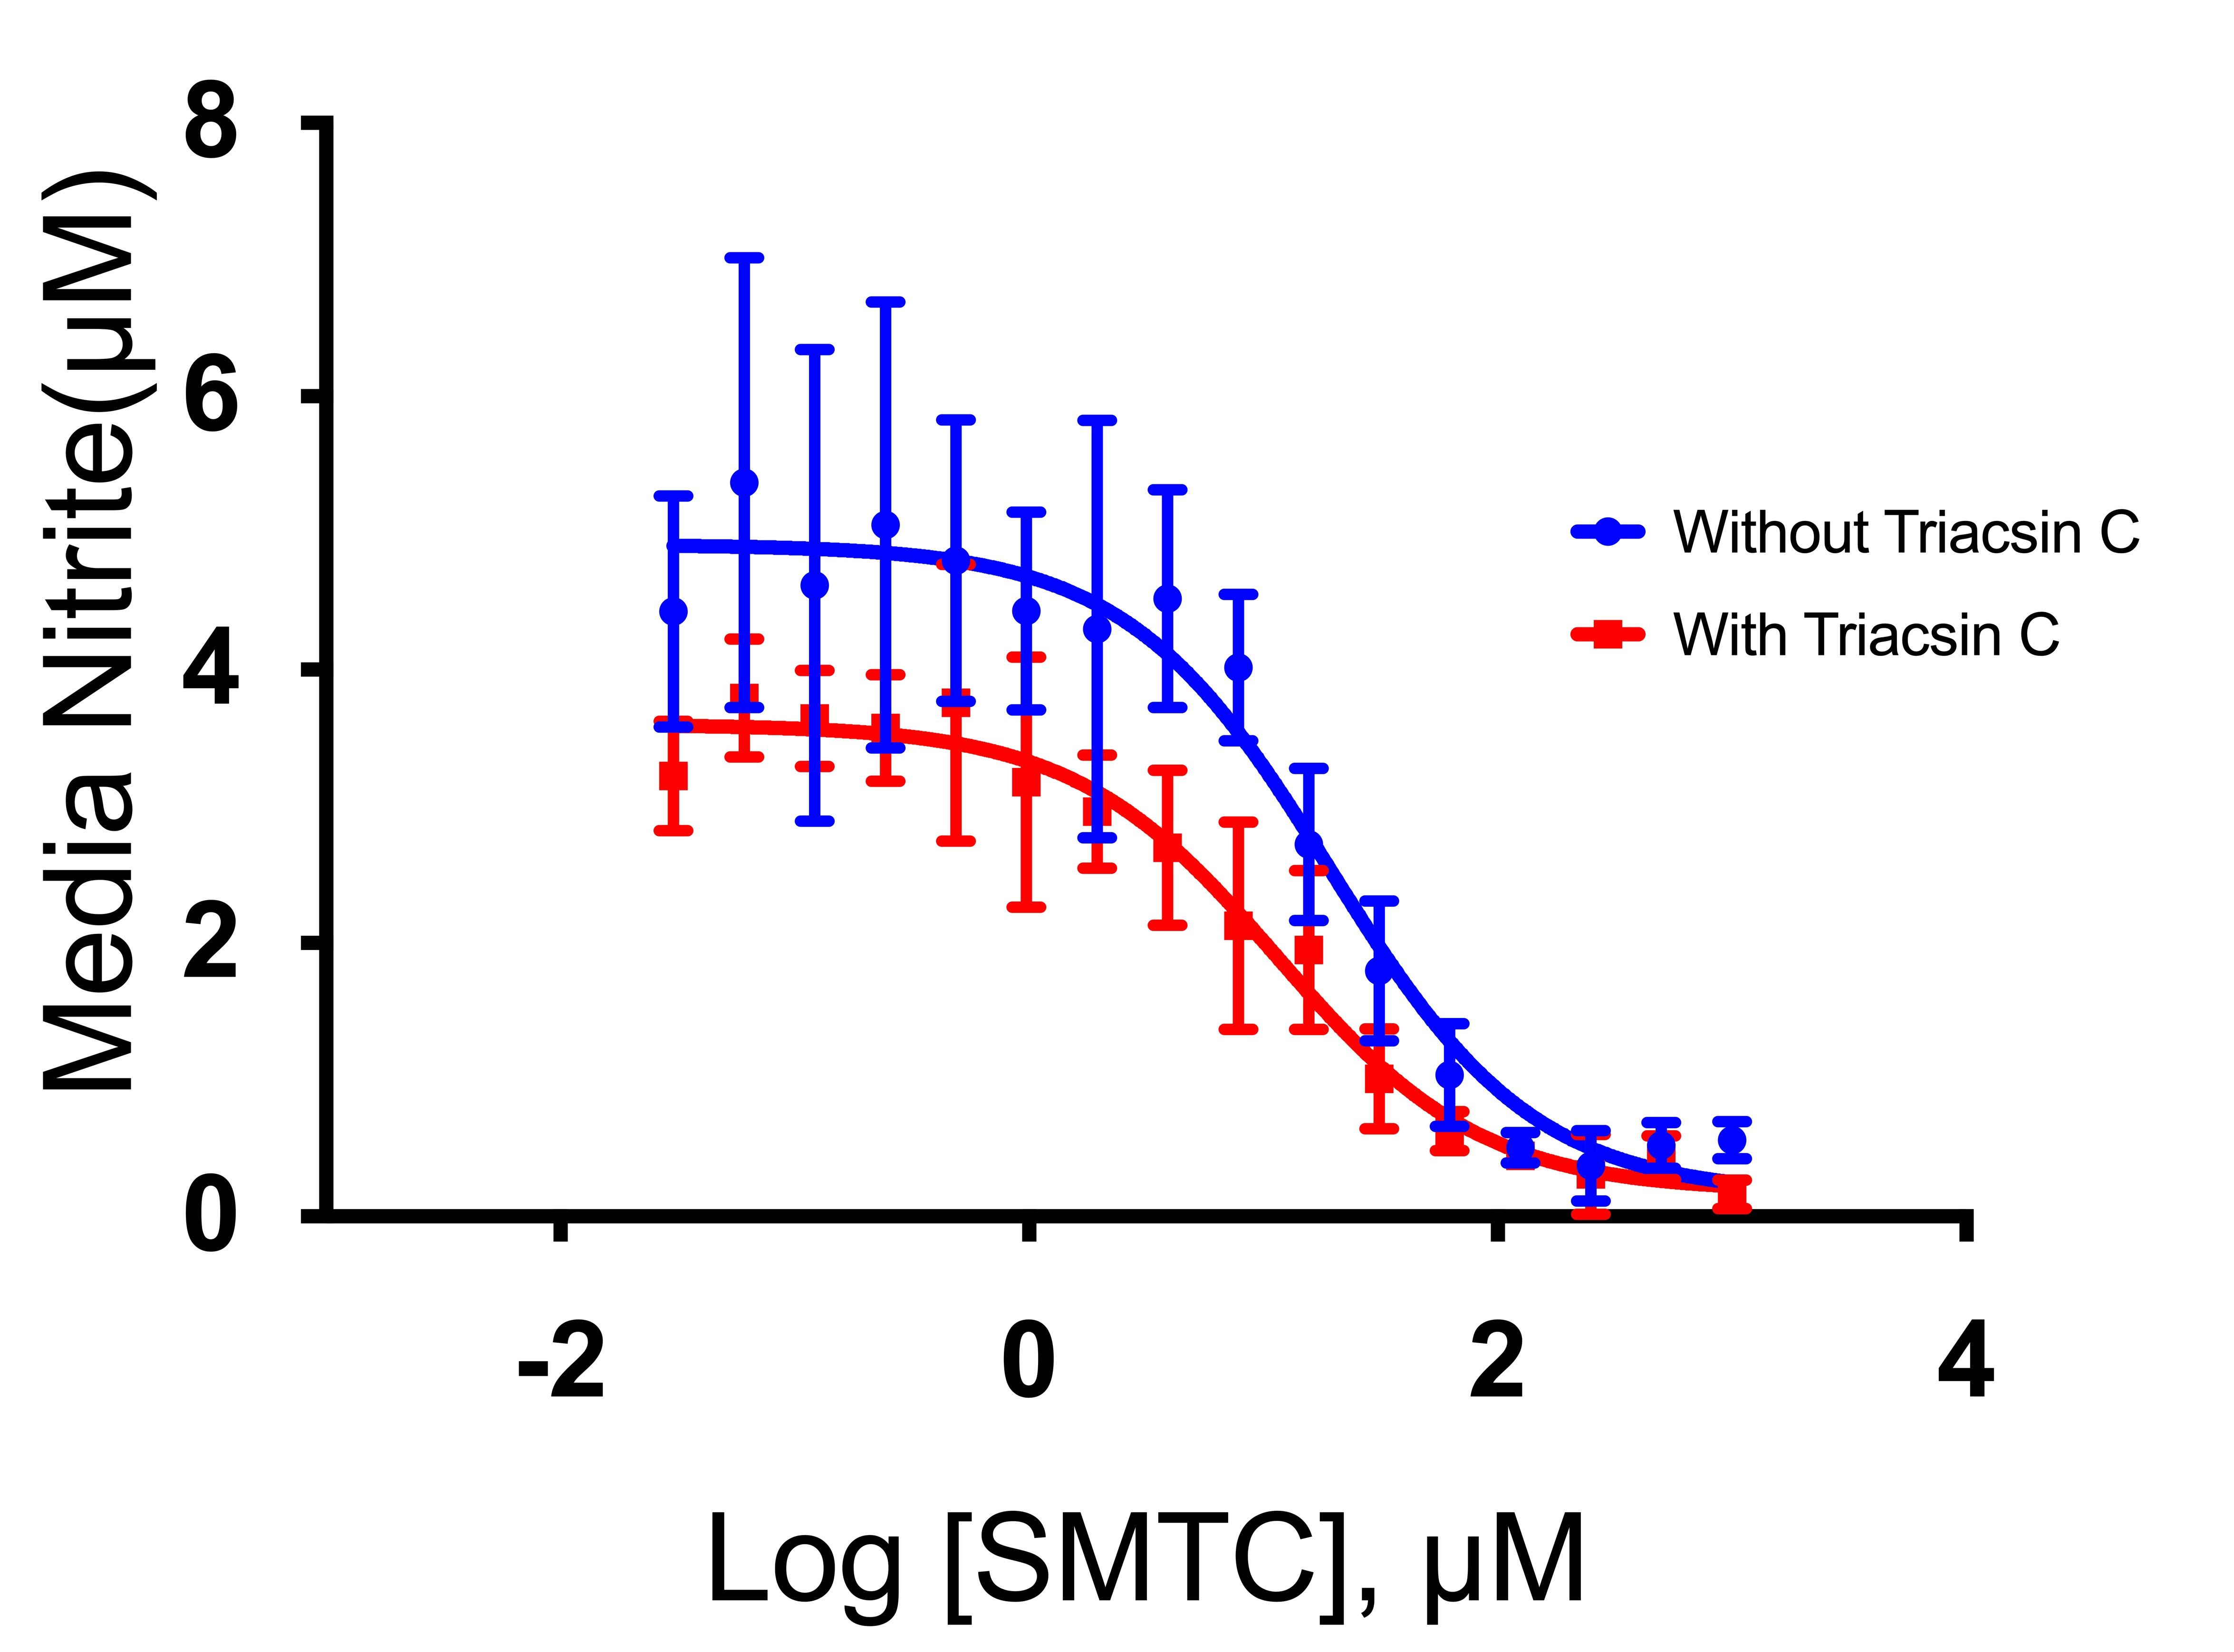 8
6
4
2
0
Media Nitrite(µM)
Without Triacsin C
With Triacsin C
-2 0 2 4
Log [SMTC], µM